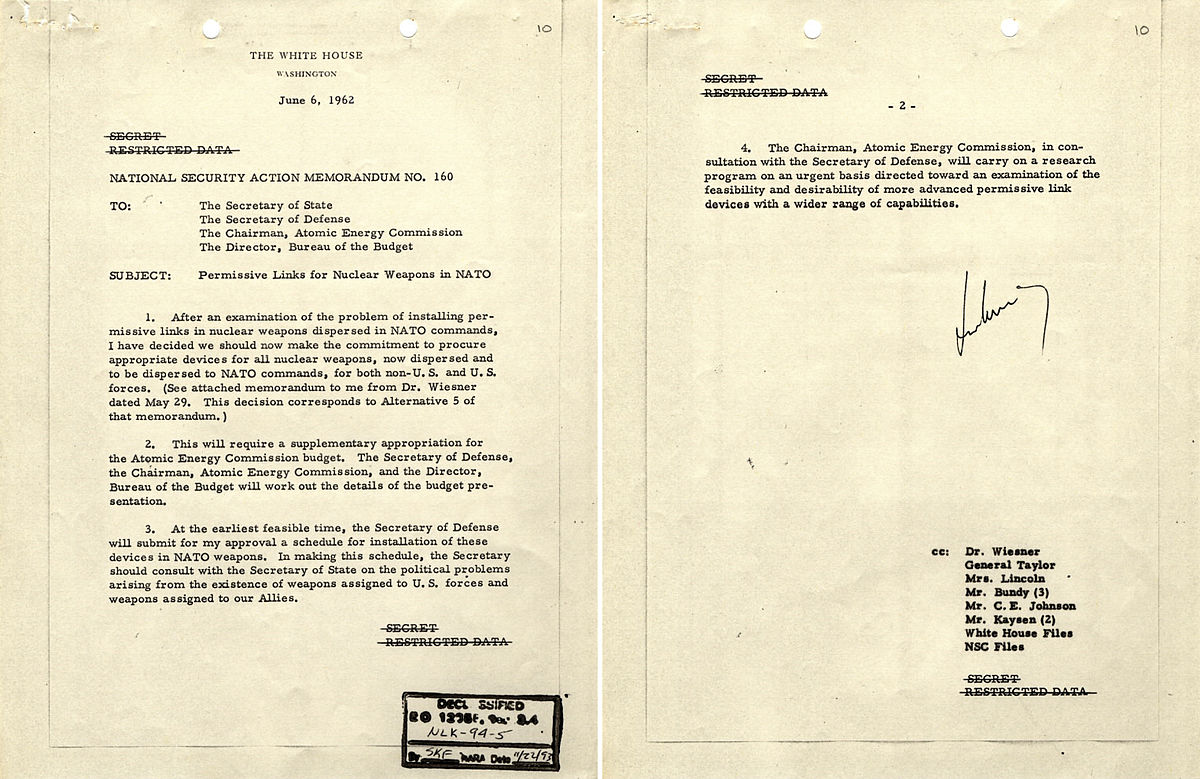 10
THE WHITE HOUSE
WASHINGTON
June 6, 1962
SECRET
RESTRICTED DATA
NATIONAL SECURITY ACTION MEMORANDUM NO. 160
TO: The Secretary of State
The Secretary of Defense
The Chairman, Atomic Energy Commission
The Director, Bureau of the Budget
SUBJECT: Permissive Links for Nuclear Weapons in NATO
1. After an examination of the problem of installing per-
missive links in nuclear weapons dispersed in NATO commands,
I have decided we should now make the commitment to procure
appropriate devices for all nuclear weapons, now dispersed and
to be dispersed to NATO commands, for both non-U.S. and U.S.
forces. (See attached memorandum to me from Dr. Wiesner
dated May 29. This decision corresponds to Alternative 5 of
that memorandum.)
2. This will require a supplementary appropriation for
the Atomic Energy Commission budget. The Secretary of Defense,
the Chairman, Atomic Energy Commission, and the Director,
Bureau of the Budget will work out the details of the budget pre-
sentation.
3. At the earliest feasible time, the Secretary of Defense
will submit for my approval a schedule for installation of these
devices in NATO weapons. In making this schedule, the Secretary
should consult with the Secretary of State on the political problems
arising from the existence of weapons assigned to U.S. forces and
weapons assigned to our Allies.
SECRET
RESTRICTED DATA
DECL SSIFIED
EO 3.4
NLK-94-5
By SKF NARA Date
10
SECRET
RESTRICTED DATA
- 2 -
4. The Chairman, Atomic Energy Commission, in con-
sultation with the Secretary of Defense, will carry on a research
program on an urgent basis directed toward an examination of the
feasibility and desirability of more advanced permissive link
devices with a wider range of capabilities.
cc: Dr. Wiesner
General Taylor
Mrs. Lincoln
Mr. Bundy (3)
Mr. C. E. Johnson
Mr. Kaysen (2)
White House Files
NSC Files
SECRET
RESTRICTED DATA